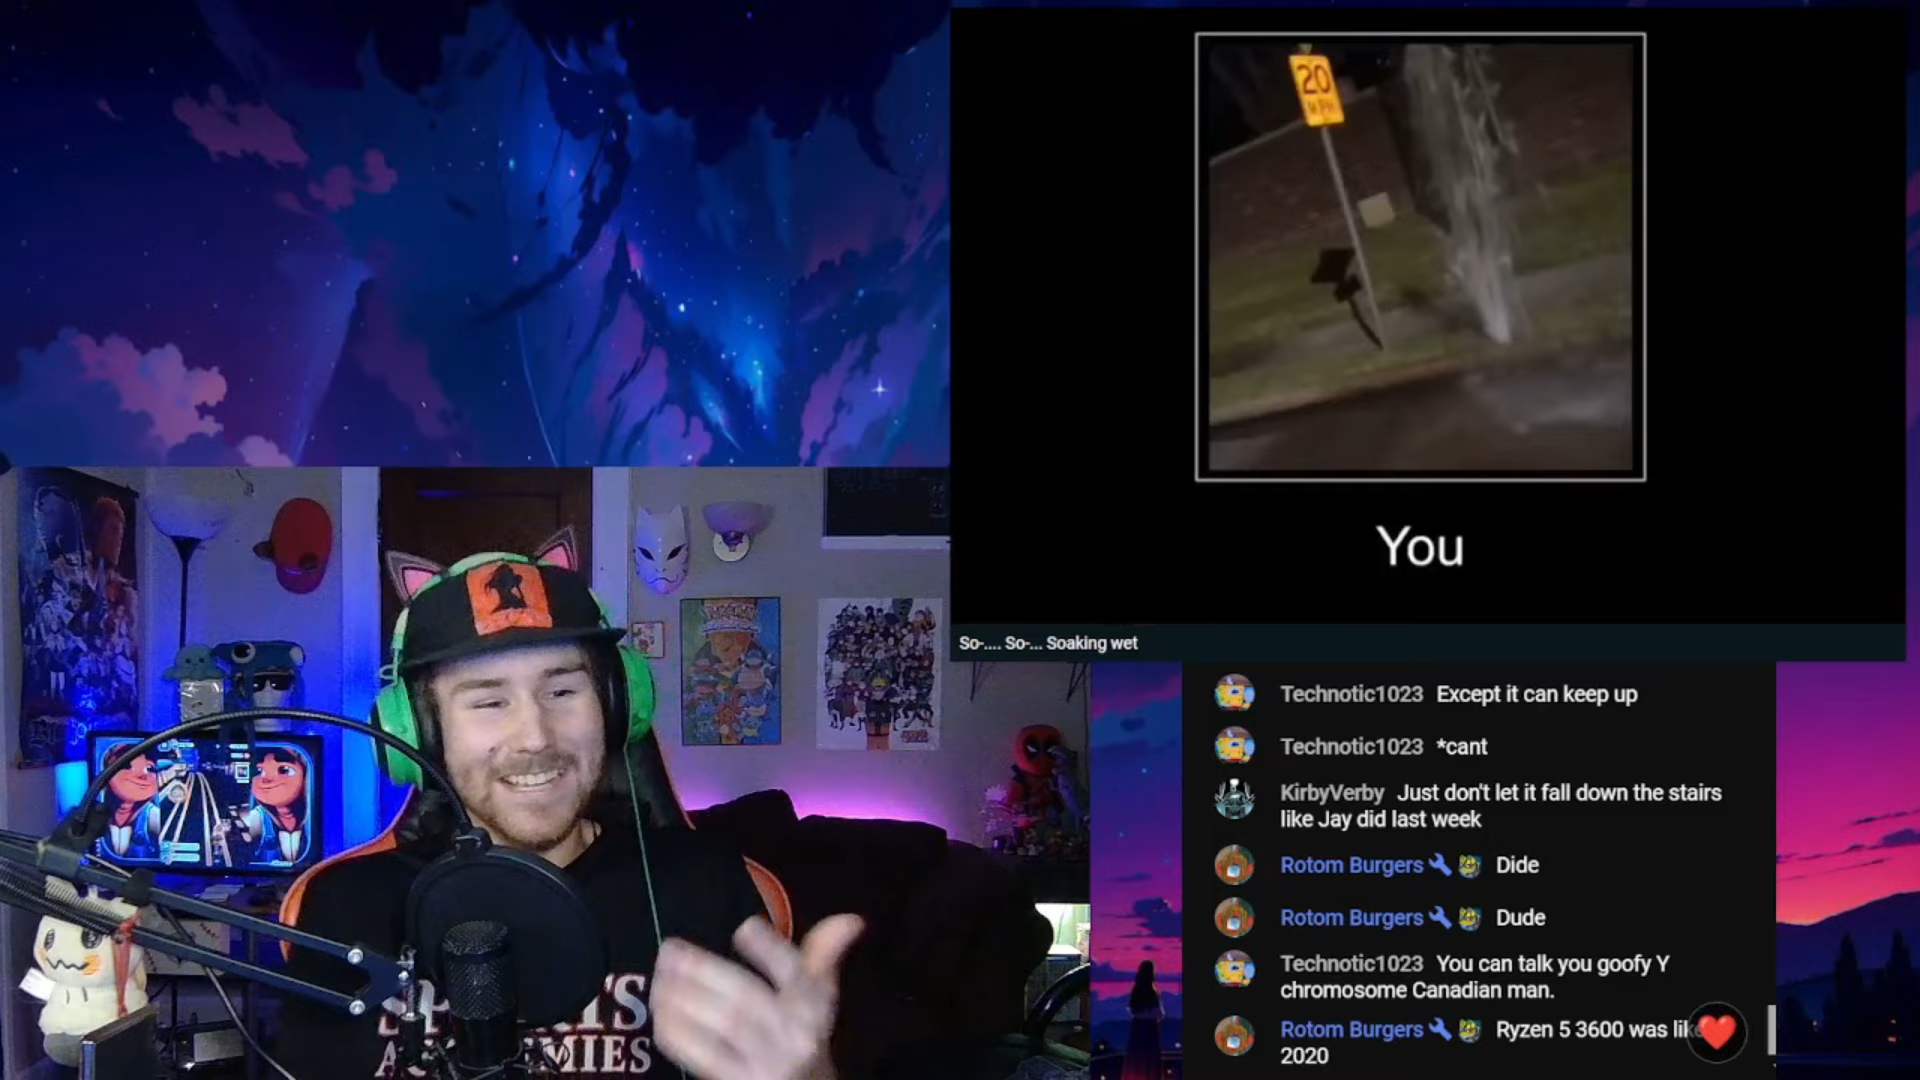 20
MPH
You
So-.... So-... Soaking wet
Technotic1023 Except it can keep up
Technotic1023 *cant
KirbyVerby Just don't let it fall down the stairs
like Jay did last week
Rotom Burgers Dide
Rotom Burgers Dude
Technotic1023 You can talk you goofy Y
chromosome Canadian man.
Rotom Burgers Ryzen 5 3600 was like
2020